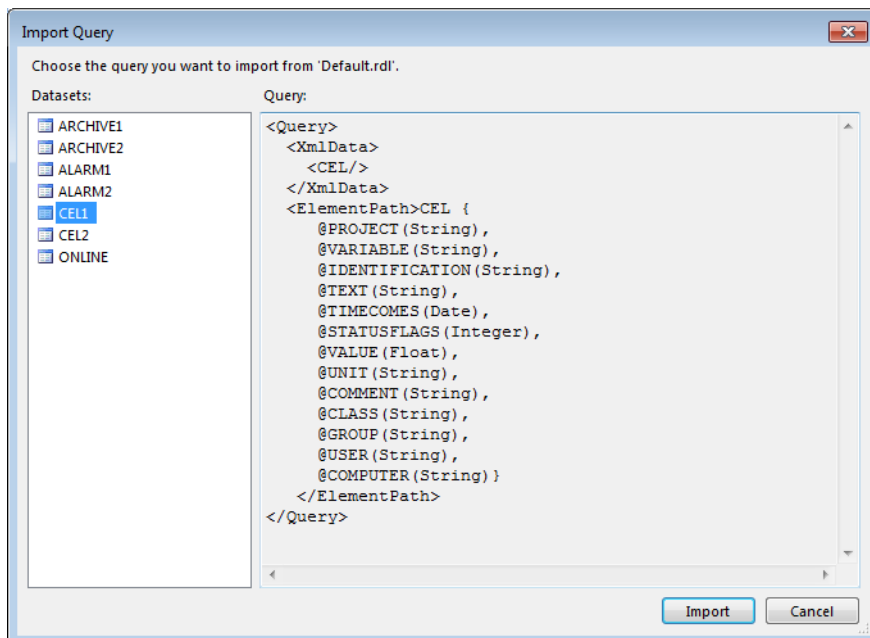 Import Query
Choose the query you want to import from 'Default.rdl'.
Datasets:
ARCHIVE1
ARCHIVE2
ALARM1
ALARM2
CEL1
CEL2
ONLINE
Query:
<Query>
  <XmlData>
    <CEL/>
  </XmlData>
  <ElementPath>CEL {
     @PROJECT(String),
     @VARIABLE(String),
     @IDENTIFICATION(String),
     @TEXT(String),
     @TIMECOMES(Date),
     @STATUSFLAGS(Integer),
     @VALUE(Float),
     @UNIT(String),
     @COMMENT(String),
     @CLASS(String),
     @GROUP(String),
     @USER(String),
     @COMPUTER(String)}
   </ElementPath>
</Query>
Import
Cancel